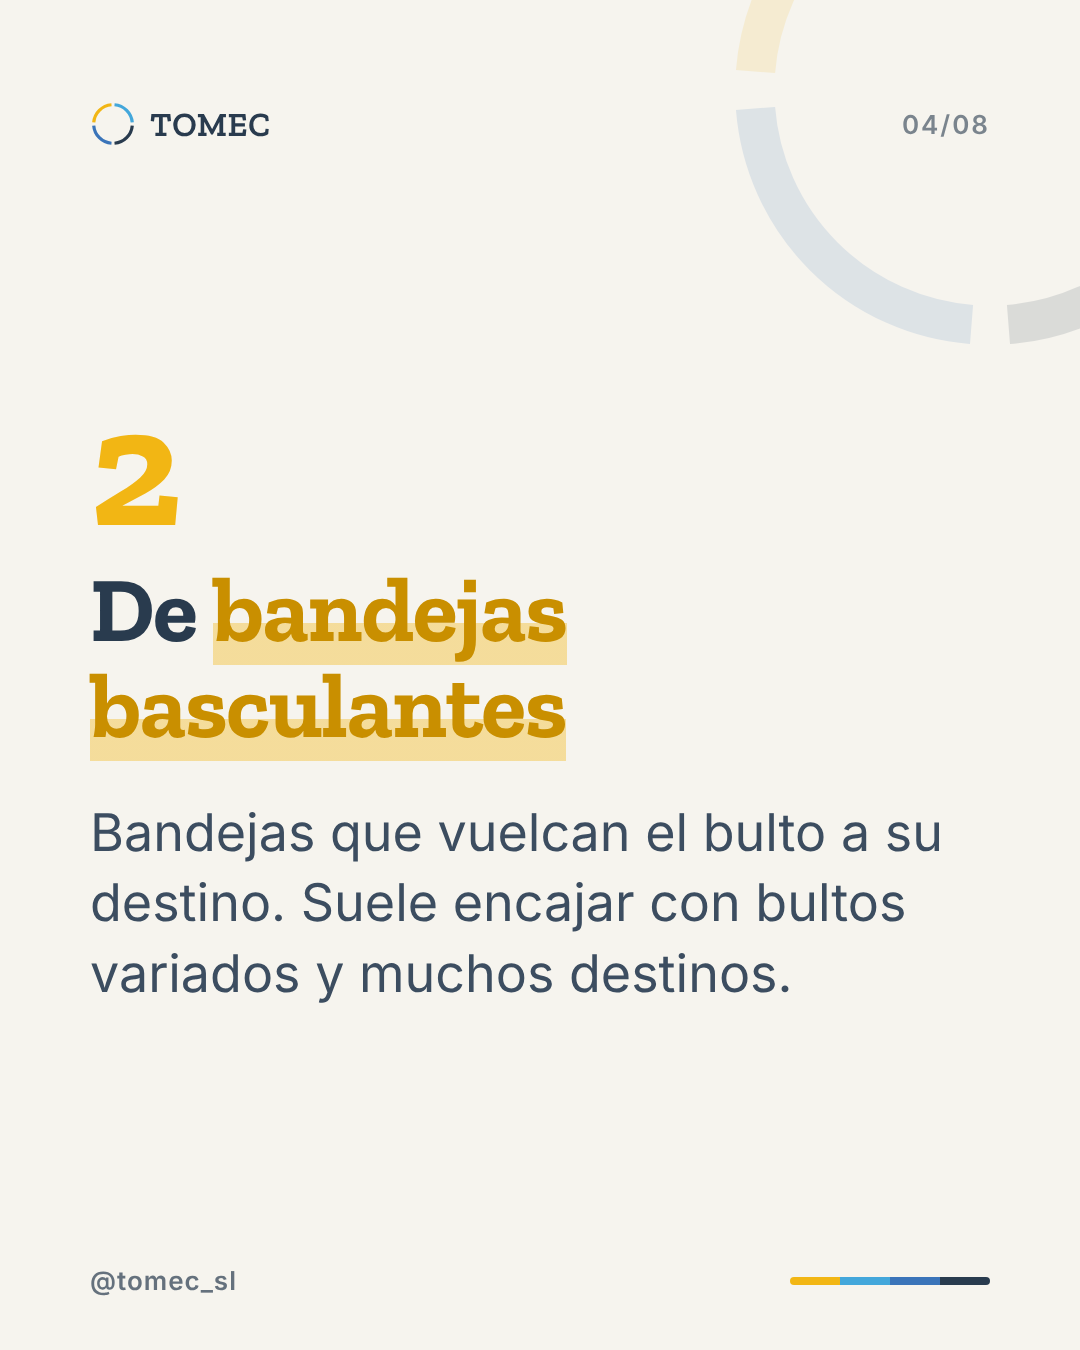 TOMEC
04/08
2
De bandejas
basculantes
Bandejas que vuelcan el bulto a su
destino. Suele encajar con bultos
variados y muchos destinos.
@tomec_sl